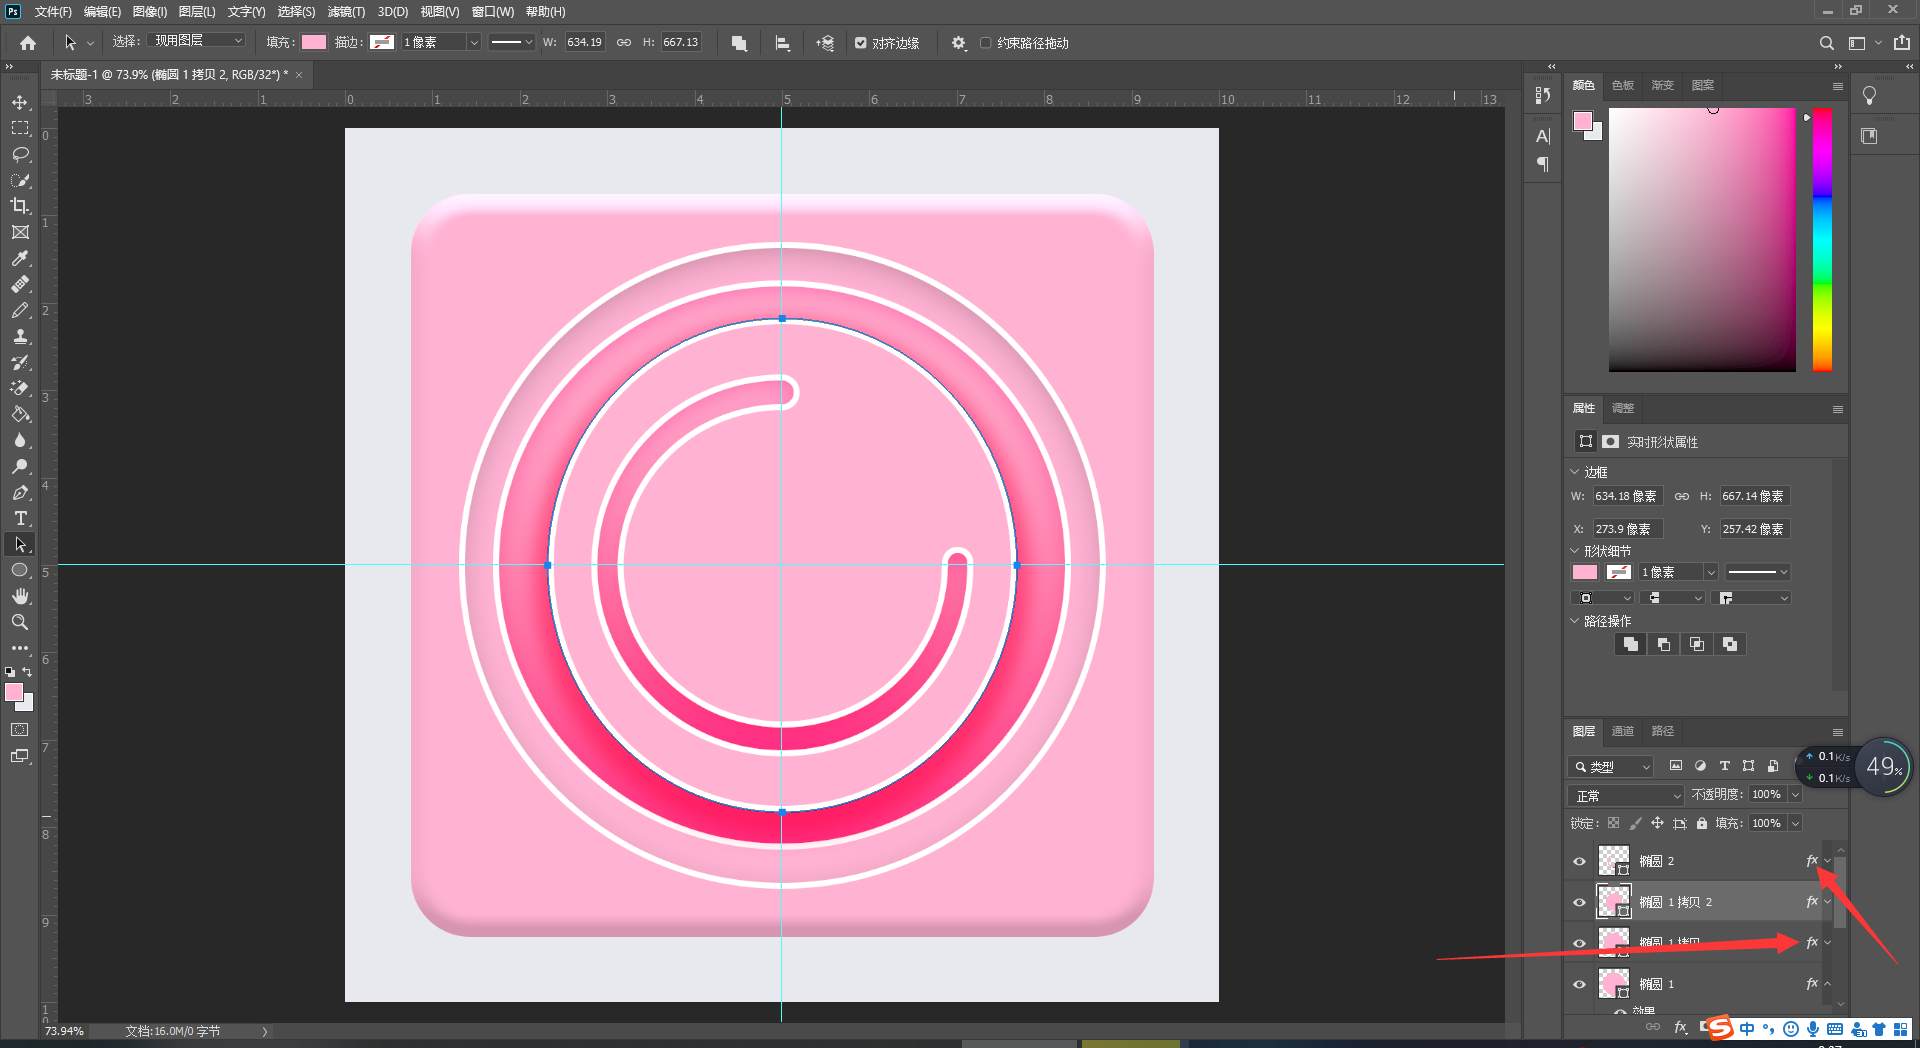 Ps 文件(F) 编辑(E) 图像(I) 图层(L) 文字(Y) 选择(S) 滤镜(T) 3D(D) 视图(V) 窗口(W) 帮助(H)
选择: 现用图层 填充: 描边: 1 像素 W: 634.19 H: 667.13 对齐边缘 约束路径拖动
未标题-1 @ 73.9% (椭圆 1 拷贝 2, RGB/32*) * ×
3 2 1 0 1 2 3 4 5 6 7 8 9 10 11 12 13
0
1
2
3
4
5
6
7
8
9
1
0
颜色 色板 渐变 图案
属性 调整
实时形状属性
边框
W: 634.18 像素 H: 667.14 像素
X: 273.9 像素 Y: 257.42 像素
形状细节
1 像素
路径操作
图层 通道 路径
类型
0.1K/s
0.1K/s
49%
正常 不透明度: 100%
锁定: 填充: 100%
椭圆 2 fx
椭圆 1 拷贝 2 fx
椭圆 1 拷贝 fx
椭圆 1 fx
效果
fx
73.94% 文档:16.0M/0 字节
S 中